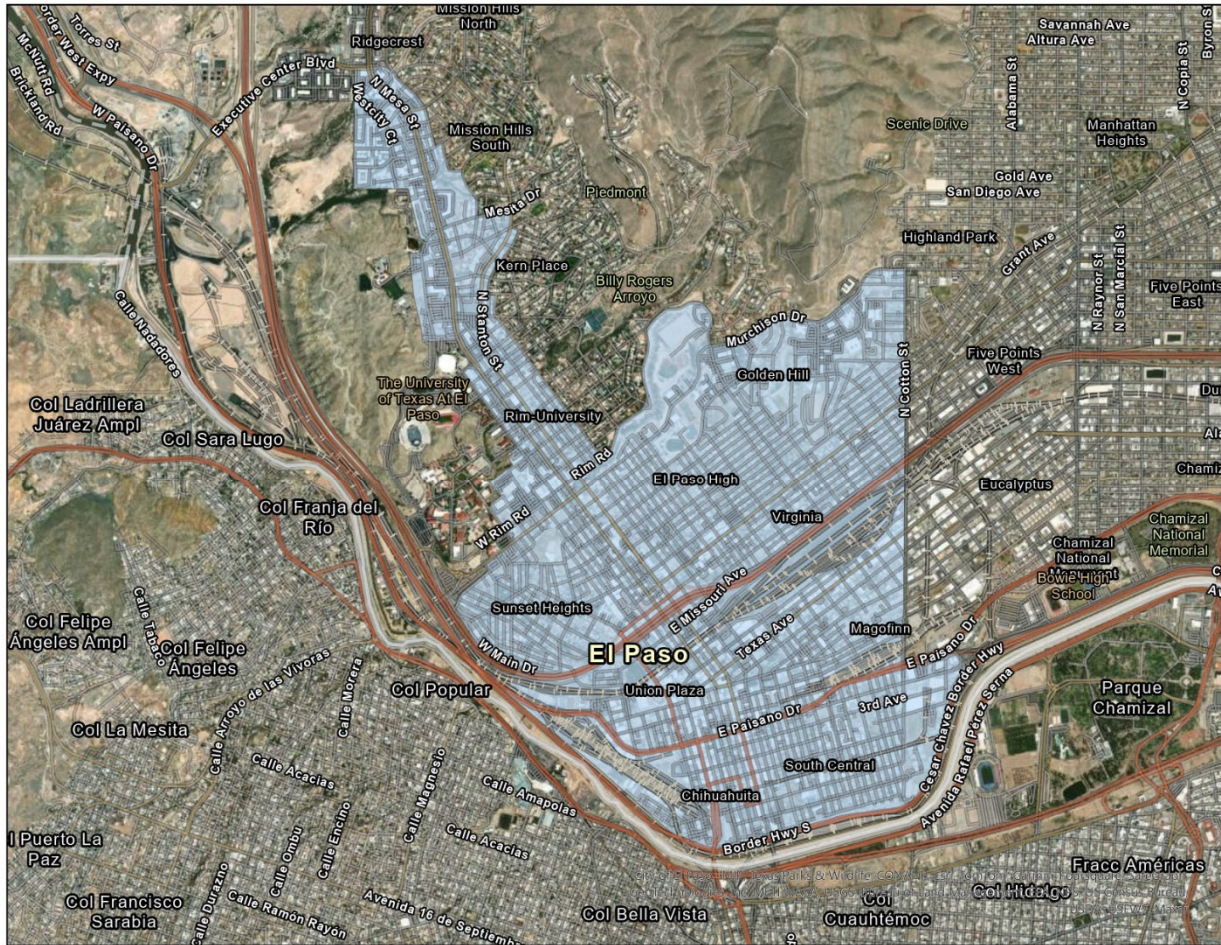 Mission Hills
North
Ridgecrest
Torres St
Border West Expy
McNutt Rd
Brickland Rd
W Paisano Dr
Executive Center Blvd
N Mesa St
Westcity Ct
Mission Hills
South
Savannah Ave
Altura Ave
Byron S
Alabama St
N Copia St
Scenic Drive
Manhattan
Heights
Gold Ave
San Diego Ave
Piedmont
Mesita Dr
Highland Park
Grant Ave
Kern Place
Billy Rogers
Arroyo
N Raynor St
N San Marcial St
Five Points
East
Calle Nadadores
N Stanton St
Murchison Dr
Golden Hill
N Cotton St
Five Points
West
The University
of Texas At El
Paso
Rim-University
Col Ladrillera
Juárez Ampl
Col Sara Lugo
Rim Rd
El Paso High
Du
Ala
Chamiz
Eucalyptus
Col Franja del
Río
Virginia
W Rim Rd
Chamizal
National
Memorial
Chamizal
National
Bowie High
School
C
Av
E Missouri Ave
Sunset Heights
Texas Ave
Magofinn
Col Felipe
Ángeles Ampl
Calle Tabaco
Col Felipe
Ángeles
El Paso
W Main Dr
E Paisano Dr
Union Plaza
Col Popular
Calle Arroyo de las Vívoras
Calle Morera
Col La Mesita
E Paisano Dr
3rd Ave
Cesar Chavez Border Hwy
Avenida Rafael Pérez Serna
Parque
Chamizal
South Central
Calle Acacias
Calle Magnesio
Calle Amapolas
Chihuahuita
Border Hwy S
Calle Encino
Calle Ombu
Calle Acacias
l Puerto La
Paz
Calle Durazno
Fracc Américas
Col Hidalgo
Col Francisco
Sarabia
Calle Ramón Rayón
Avenida 16 de Septiembre
Col Bella Vista
Col
Cuauhtémoc